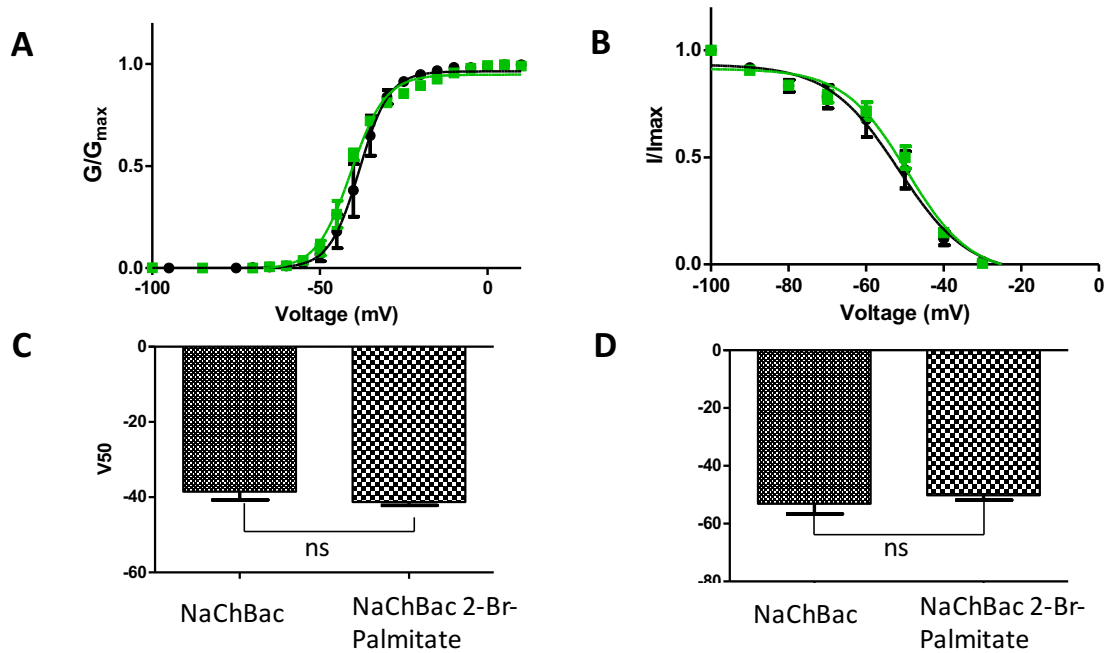 A
G/Gmax
1.0
0.5
0.0
-100
-50
0
Voltage (mV)
B
I/Imax
1.0
0.5
0.0
-100
-80
-60
-40
-20
0
Voltage (mV)
C
V50
0
-20
-40
-60
ns
NaChBac
NaChBac 2-Br-
Palmitate
D
0
-20
-40
-60
-80
ns
NaChBac
NaChBac 2-Br-
Palmitate